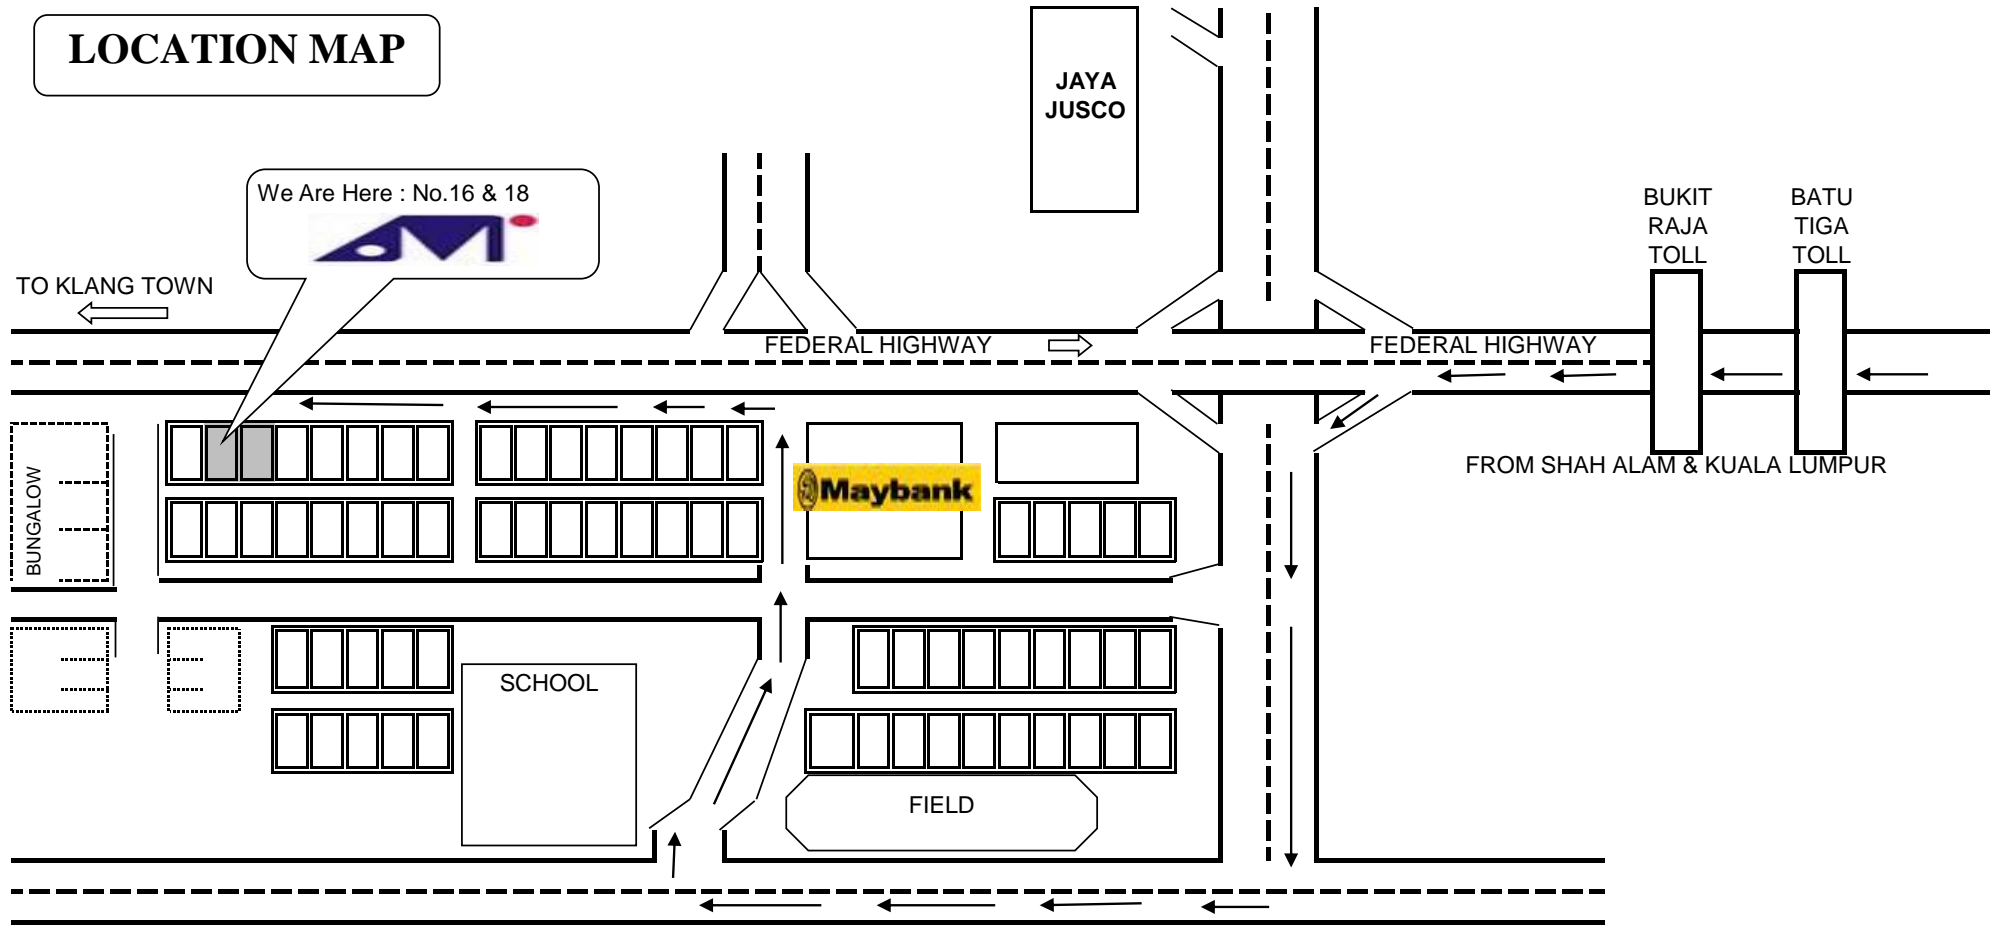 LOCATION MAP
JAYA
JUSCO
We Are Here : No.16 & 18
BUKIT
RAJA
TOLL
BATU
TIGA
TOLL
TO KLANG TOWN
FEDERAL HIGHWAY
FEDERAL HIGHWAY
FROM SHAH ALAM & KUALA LUMPUR
BUNGALOW
Maybank
SCHOOL
FIELD